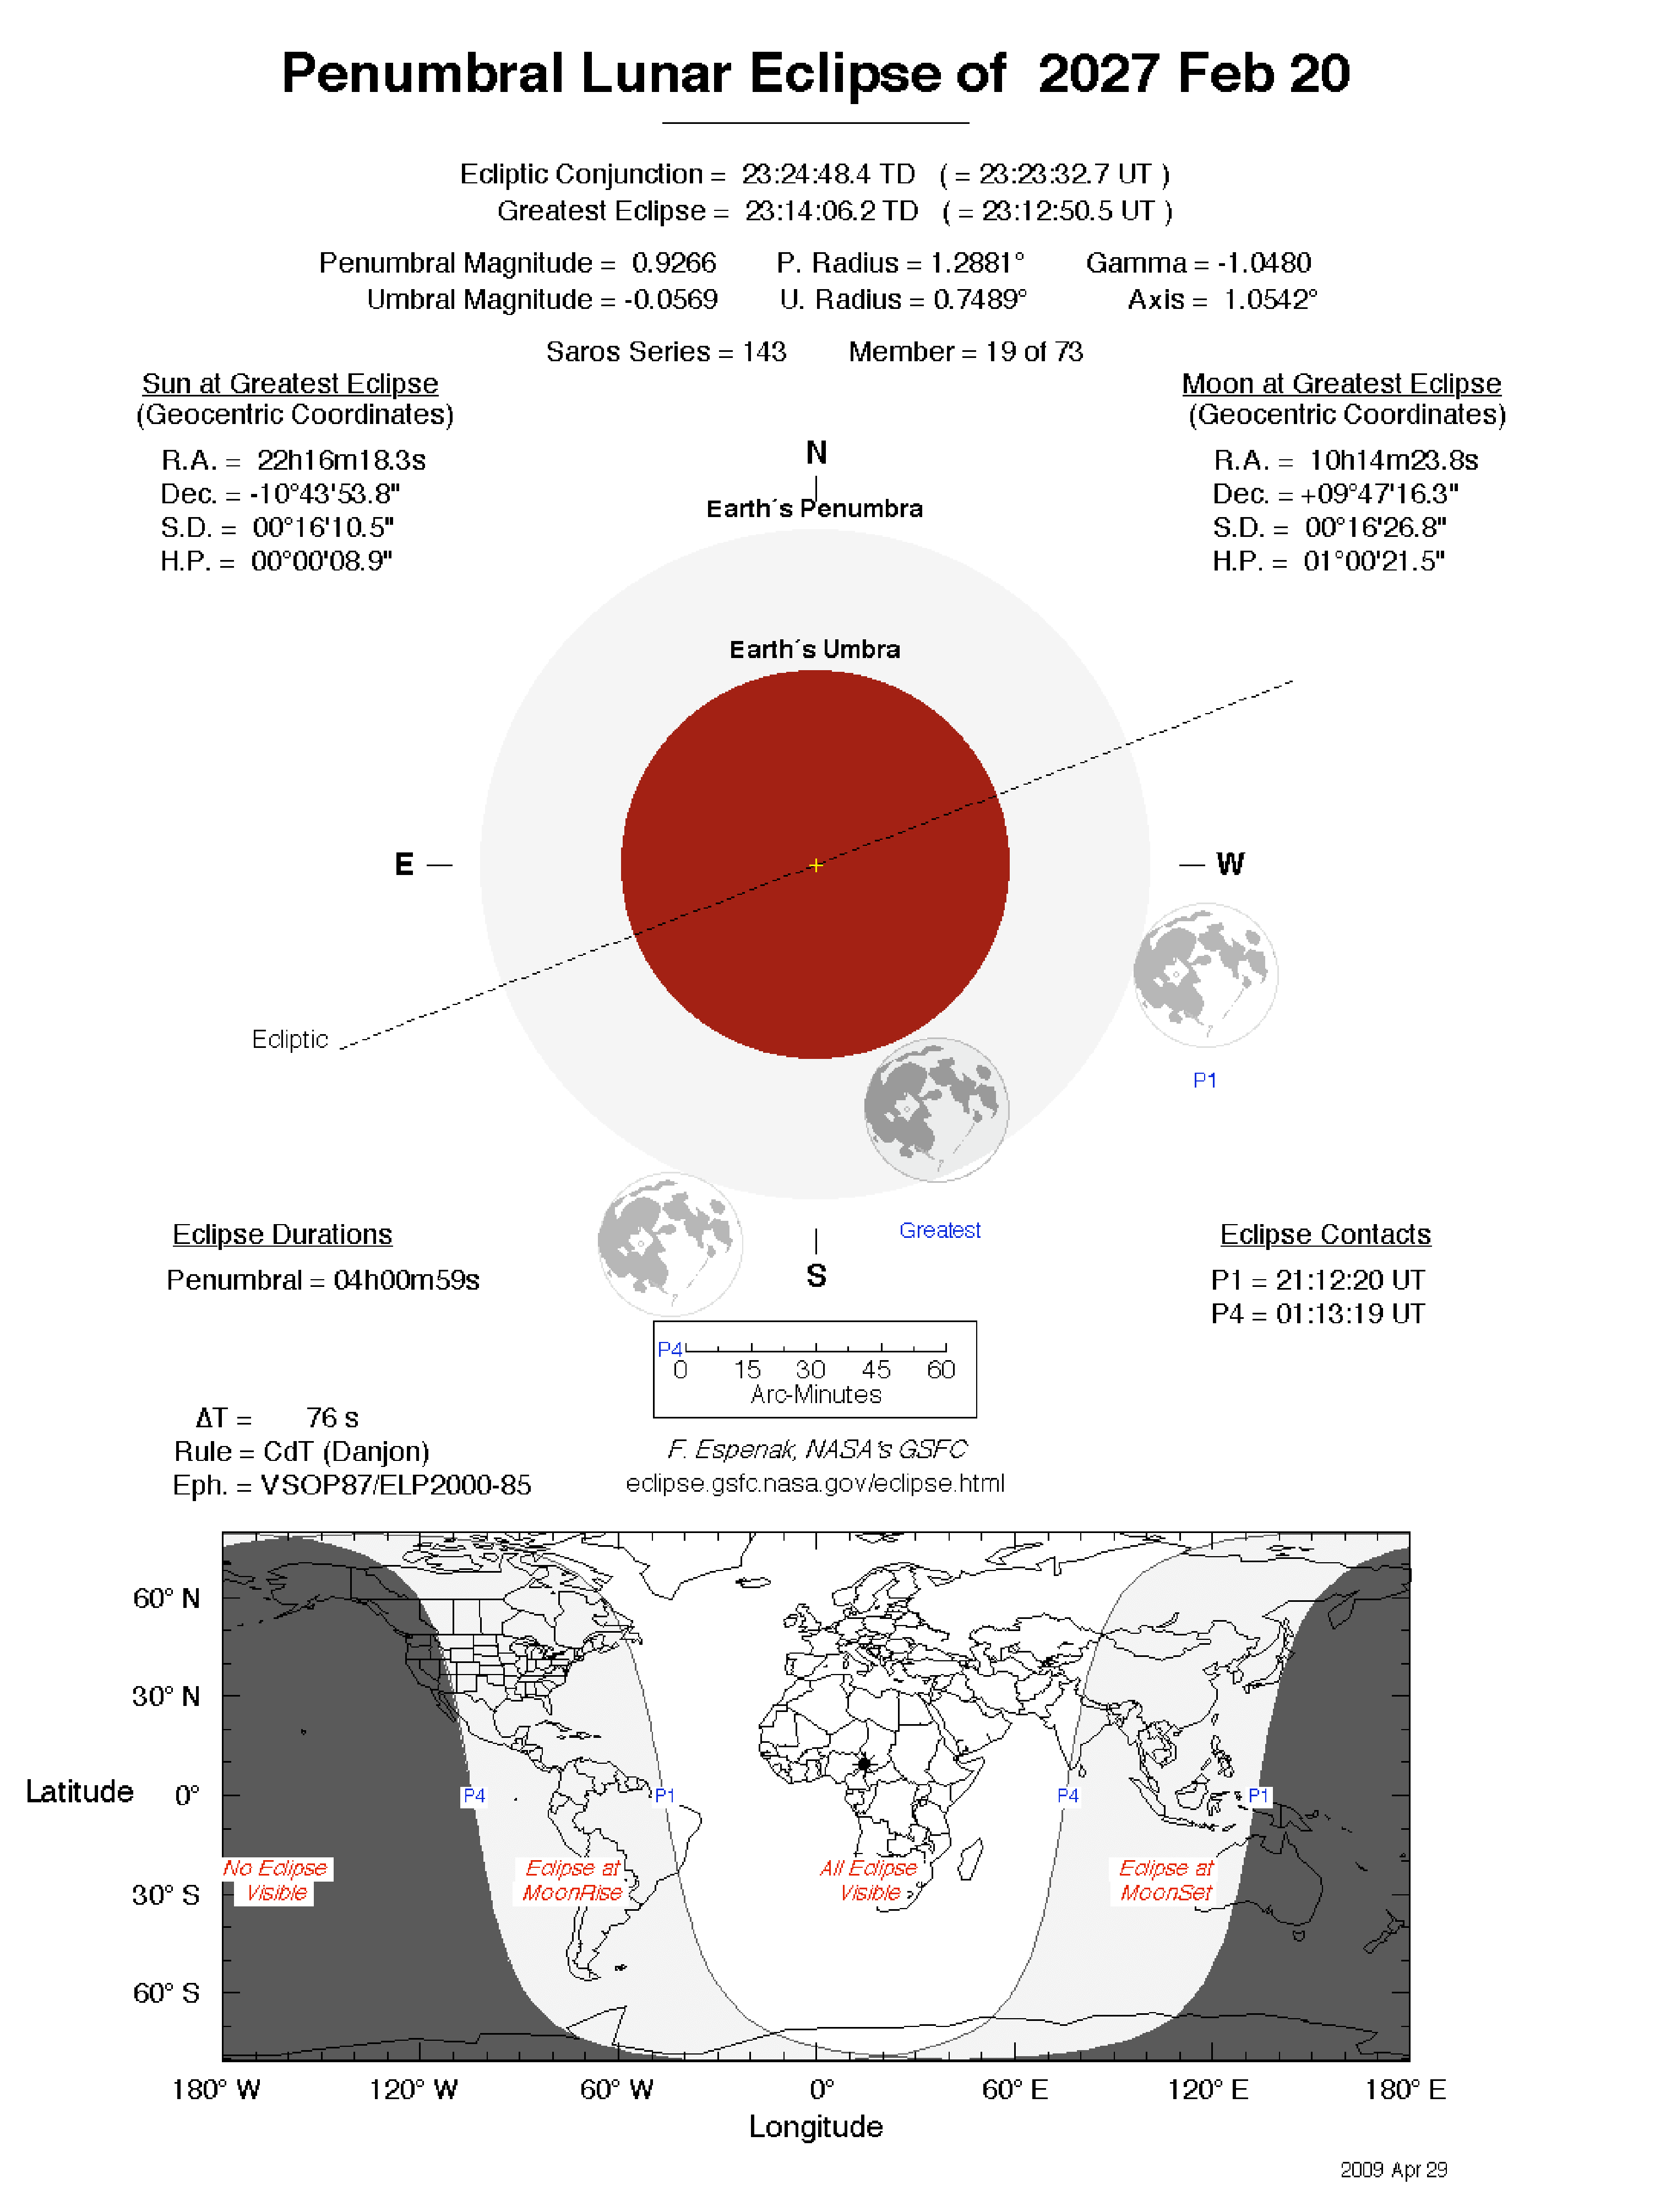 Penumbral Lunar Eclipse of 2027 Feb 20
Ecliptic Conjunction = 23:24:48.4 TD ( = 23:23:32.7 UT )
Greatest Eclipse = 23:14:06.2 TD ( = 23:12:50.5 UT )
Penumbral Magnitude = 0.9266 P. Radius = 1.2881° Gamma = -1.0480
Umbral Magnitude = -0.0569 U. Radius = 0.7489° Axis = 1.0542°
Saros Series = 143 Member = 19 of 73
Sun at Greatest Eclipse
(Geocentric Coordinates)
R.A. = 22h16m18.3s
Dec. = -10°43'53.8"
S.D. = 00°16'10.5"
H.P. = 00°00'08.9"
Moon at Greatest Eclipse
(Geocentric Coordinates)
R.A. = 10h14m23.8s
Dec. = +09°47'16.3"
S.D. = 00°16'26.8"
H.P. = 01°00'21.5"
N
Earth´s Penumbra
Earth´s Umbra
E
W
Ecliptic
P1
Greatest
S
P4
Eclipse Durations
Penumbral = 04h00m59s
Eclipse Contacts
P1 = 21:12:20 UT
P4 = 01:13:19 UT
0 15 30 45 60
Arc-Minutes
ΔT = 76 s
Rule = CdT (Danjon)
Eph. = VSOP87/ELP2000-85
F. Espenak, NASA's GSFC
eclipse.gsfc.nasa.gov/eclipse.html
60° N
30° N
Latitude 0°
30° S
60° S
P4 P1 P4 P1
No Eclipse
Visible
Eclipse at
MoonRise
All Eclipse
Visible
Eclipse at
MoonSet
180° W 120° W 60° W 0° 60° E 120° E 180° E
Longitude
2009 Apr 29